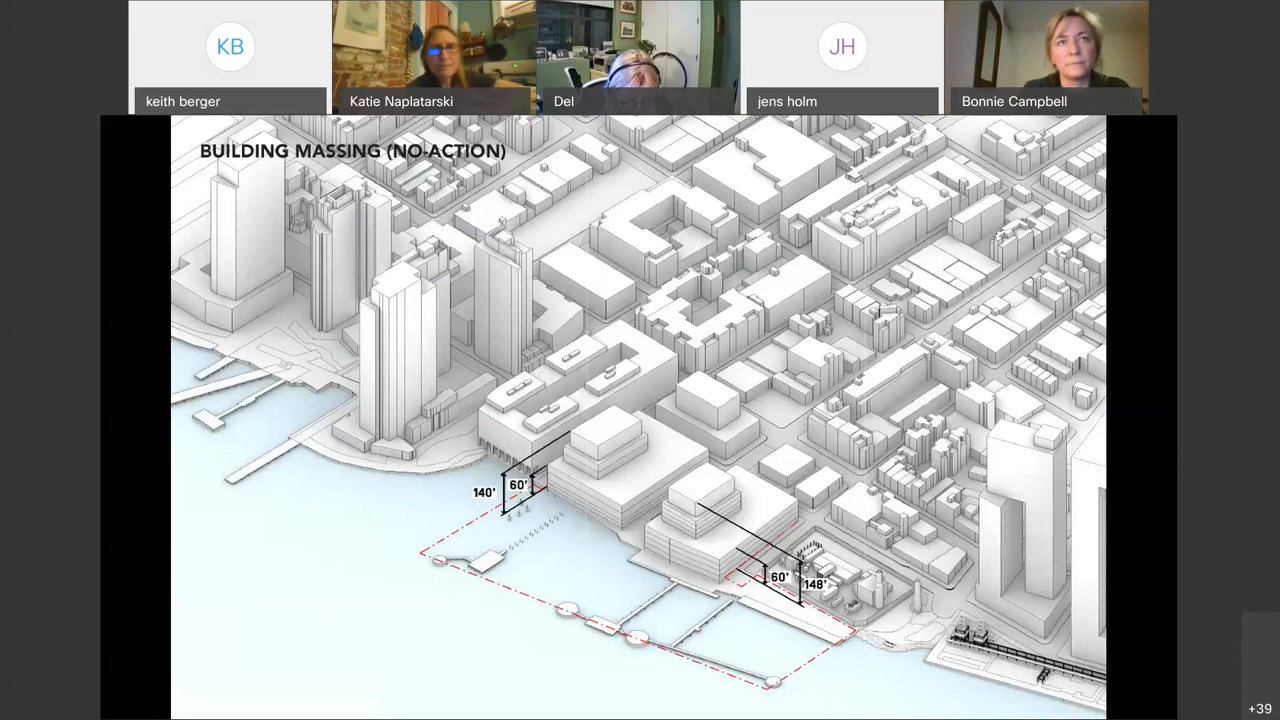 KB
JH
keith berger
Katie Naplatarski
Del
jens holm
Bonnie Campbell
BUILDING MASSING (NO-ACTION)
140'
60'
60'
148'
+39